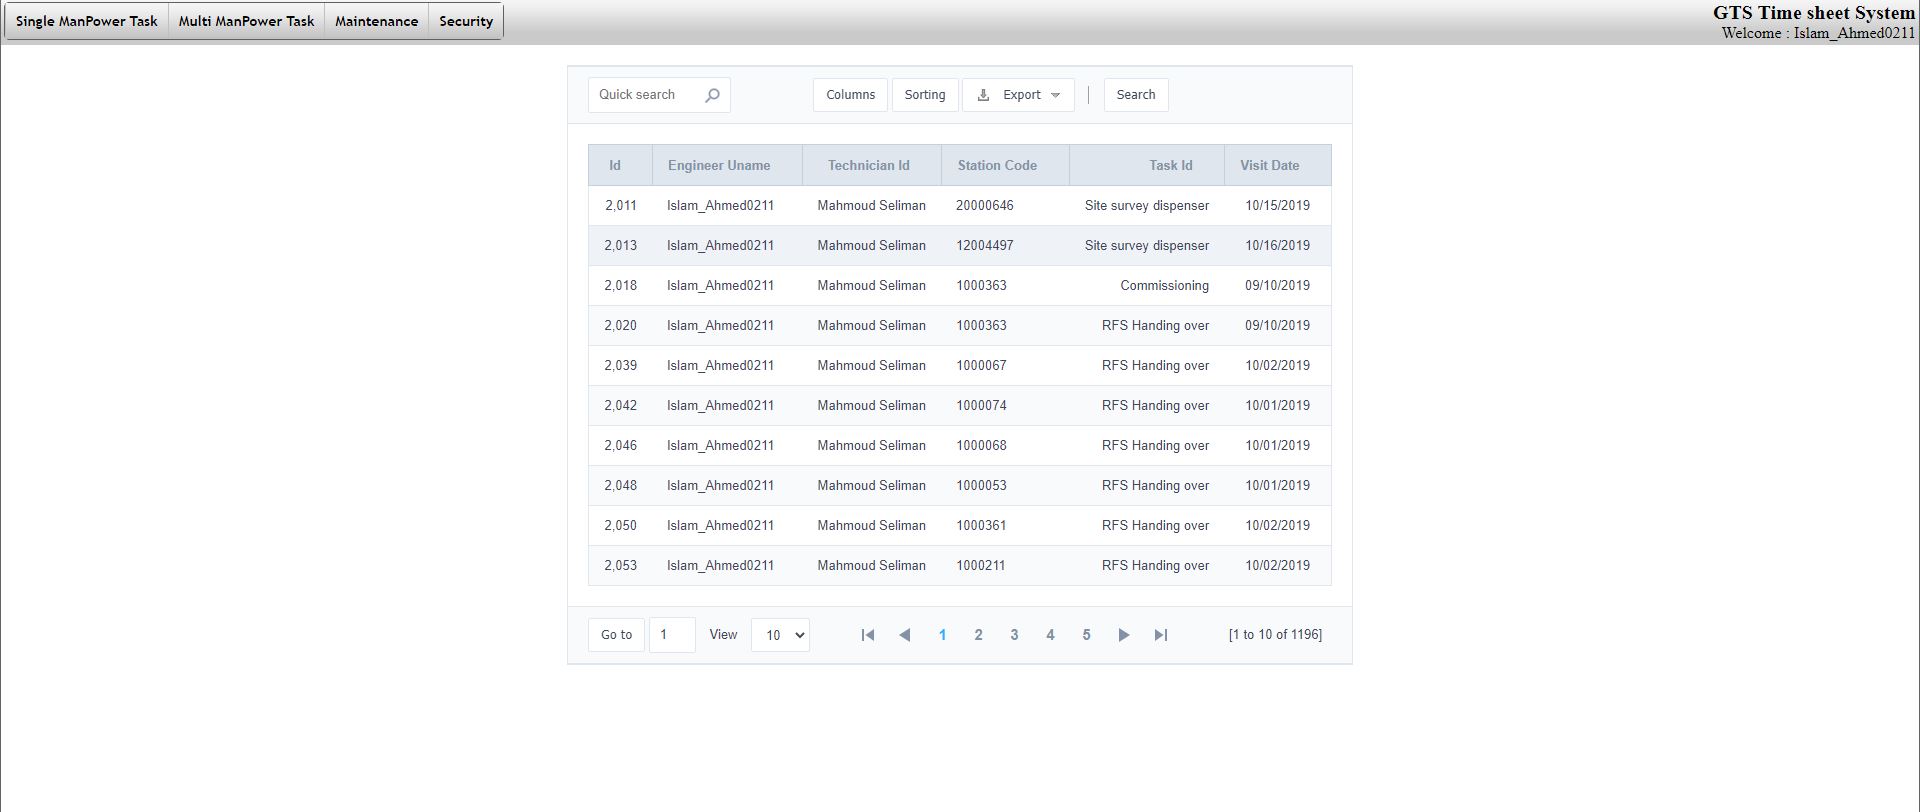 Single ManPower Task Multi ManPower Task Maintenance Security
GTS Time sheet System
Welcome : Islam_Ahmed0211
Quick search Columns Sorting Export Search
Id Engineer Uname Technician Id Station Code Task Id Visit Date
2,011 Islam_Ahmed0211 Mahmoud Seliman 20000646 Site survey dispenser 10/15/2019
2,013 Islam_Ahmed0211 Mahmoud Seliman 12004497 Site survey dispenser 10/16/2019
2,018 Islam_Ahmed0211 Mahmoud Seliman 1000363 Commissioning 09/10/2019
2,020 Islam_Ahmed0211 Mahmoud Seliman 1000363 RFS Handing over 09/10/2019
2,039 Islam_Ahmed0211 Mahmoud Seliman 1000067 RFS Handing over 10/02/2019
2,042 Islam_Ahmed0211 Mahmoud Seliman 1000074 RFS Handing over 10/01/2019
2,046 Islam_Ahmed0211 Mahmoud Seliman 1000068 RFS Handing over 10/01/2019
2,048 Islam_Ahmed0211 Mahmoud Seliman 1000053 RFS Handing over 10/01/2019
2,050 Islam_Ahmed0211 Mahmoud Seliman 1000361 RFS Handing over 10/02/2019
2,053 Islam_Ahmed0211 Mahmoud Seliman 1000211 RFS Handing over 10/02/2019
Go to 1 View 10 1 2 3 4 5 [1 to 10 of 1196]